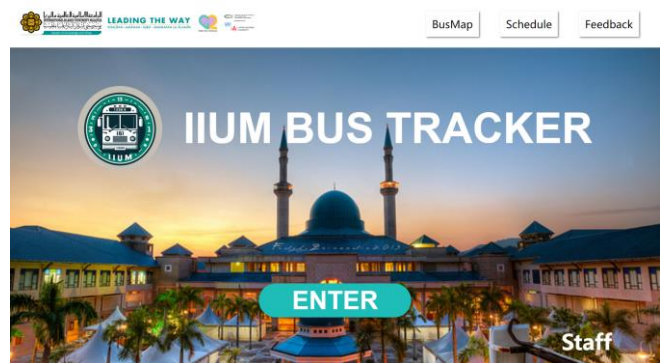 LEADING THE WAY
BusMap
Schedule
Feedback
IIUM BUS TRACKER
IIUM
ENTER
Staff